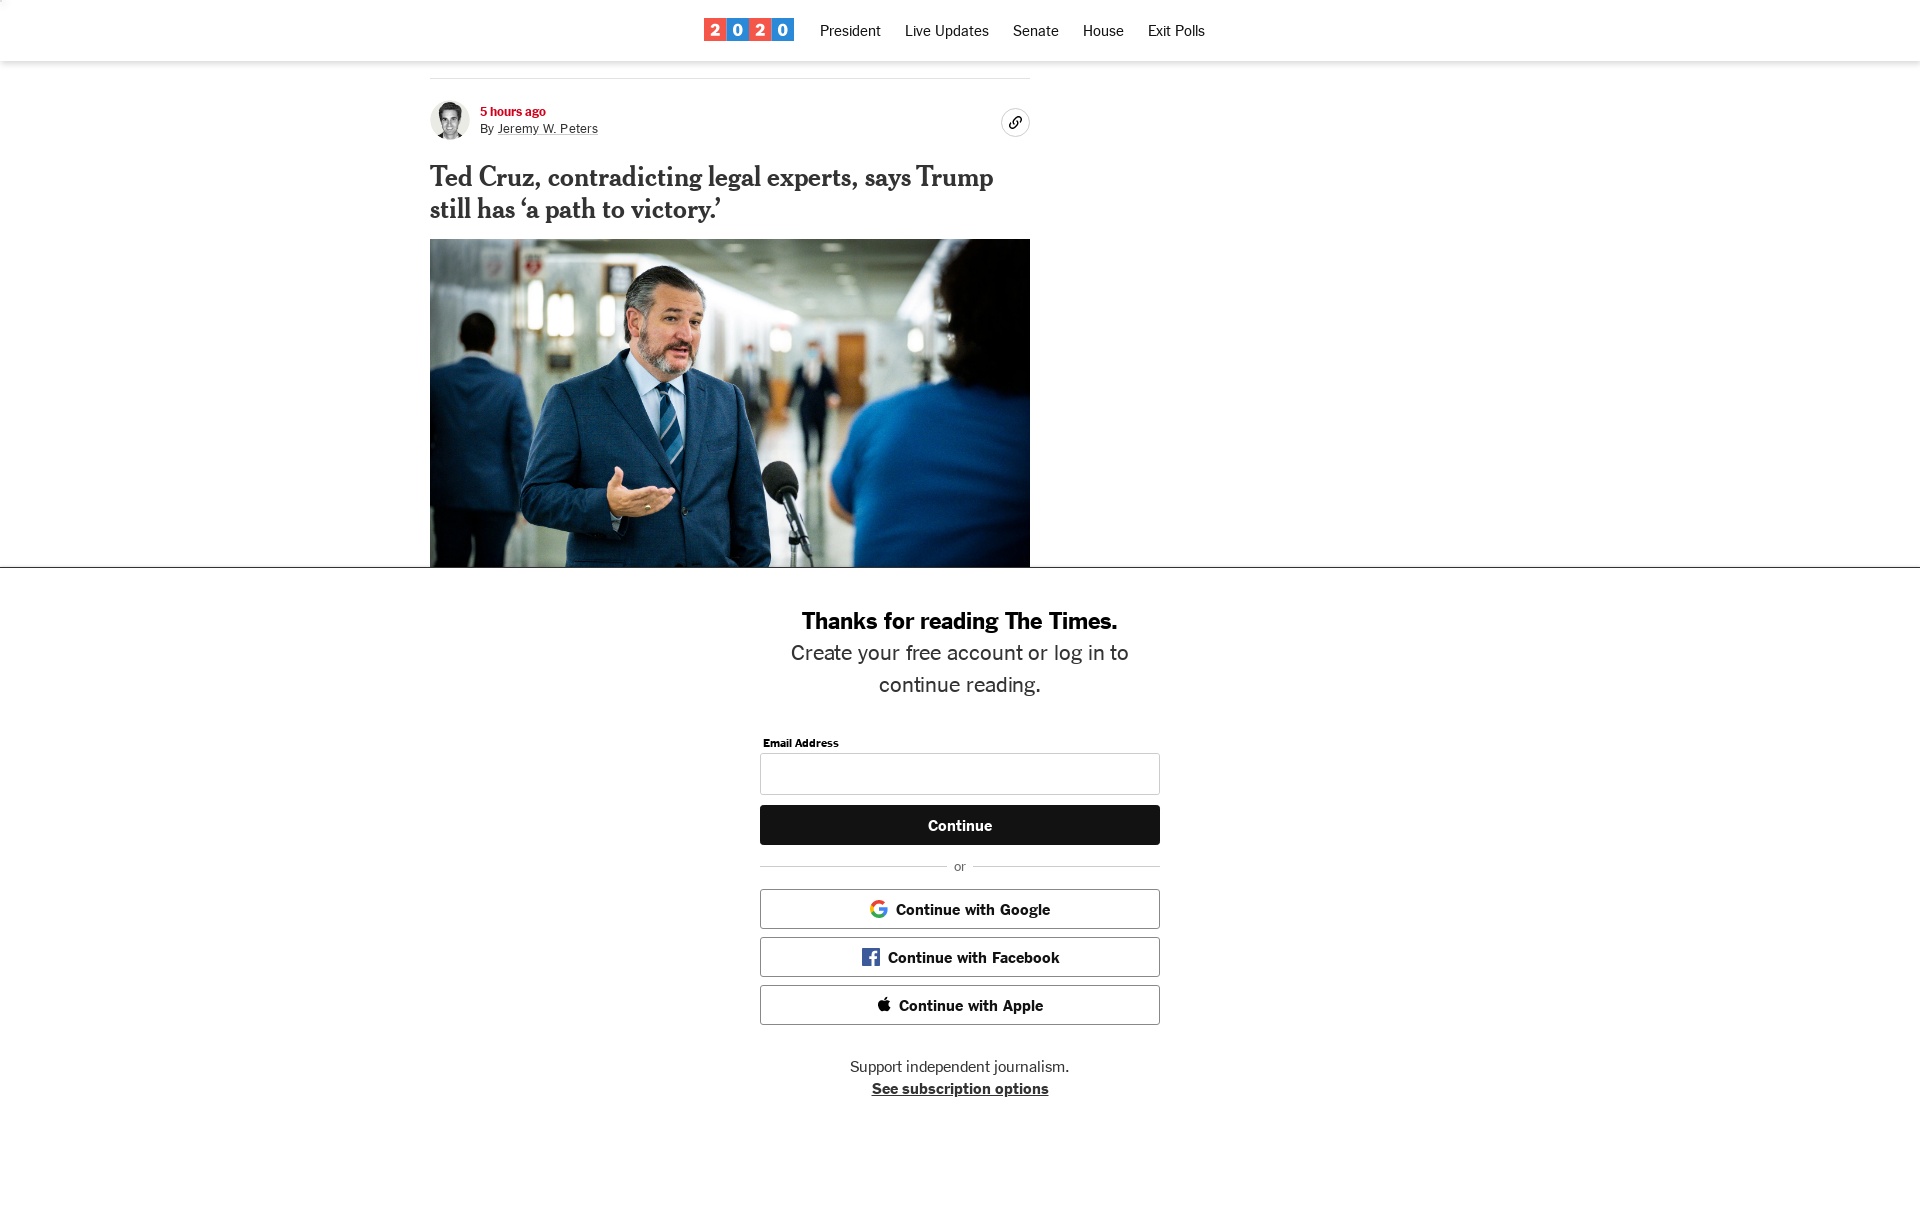 2020 President Live Updates Senate House Exit Polls
5 hours ago
By Jeremy W. Peters
Ted Cruz, contradicting legal experts, says Trump
still has ‘a path to victory.’
Thanks for reading The Times.
Create your free account or log in to
continue reading.
Email Address
Continue
or
Continue with Google
Continue with Facebook
Continue with Apple
Support independent journalism.
See subscription options